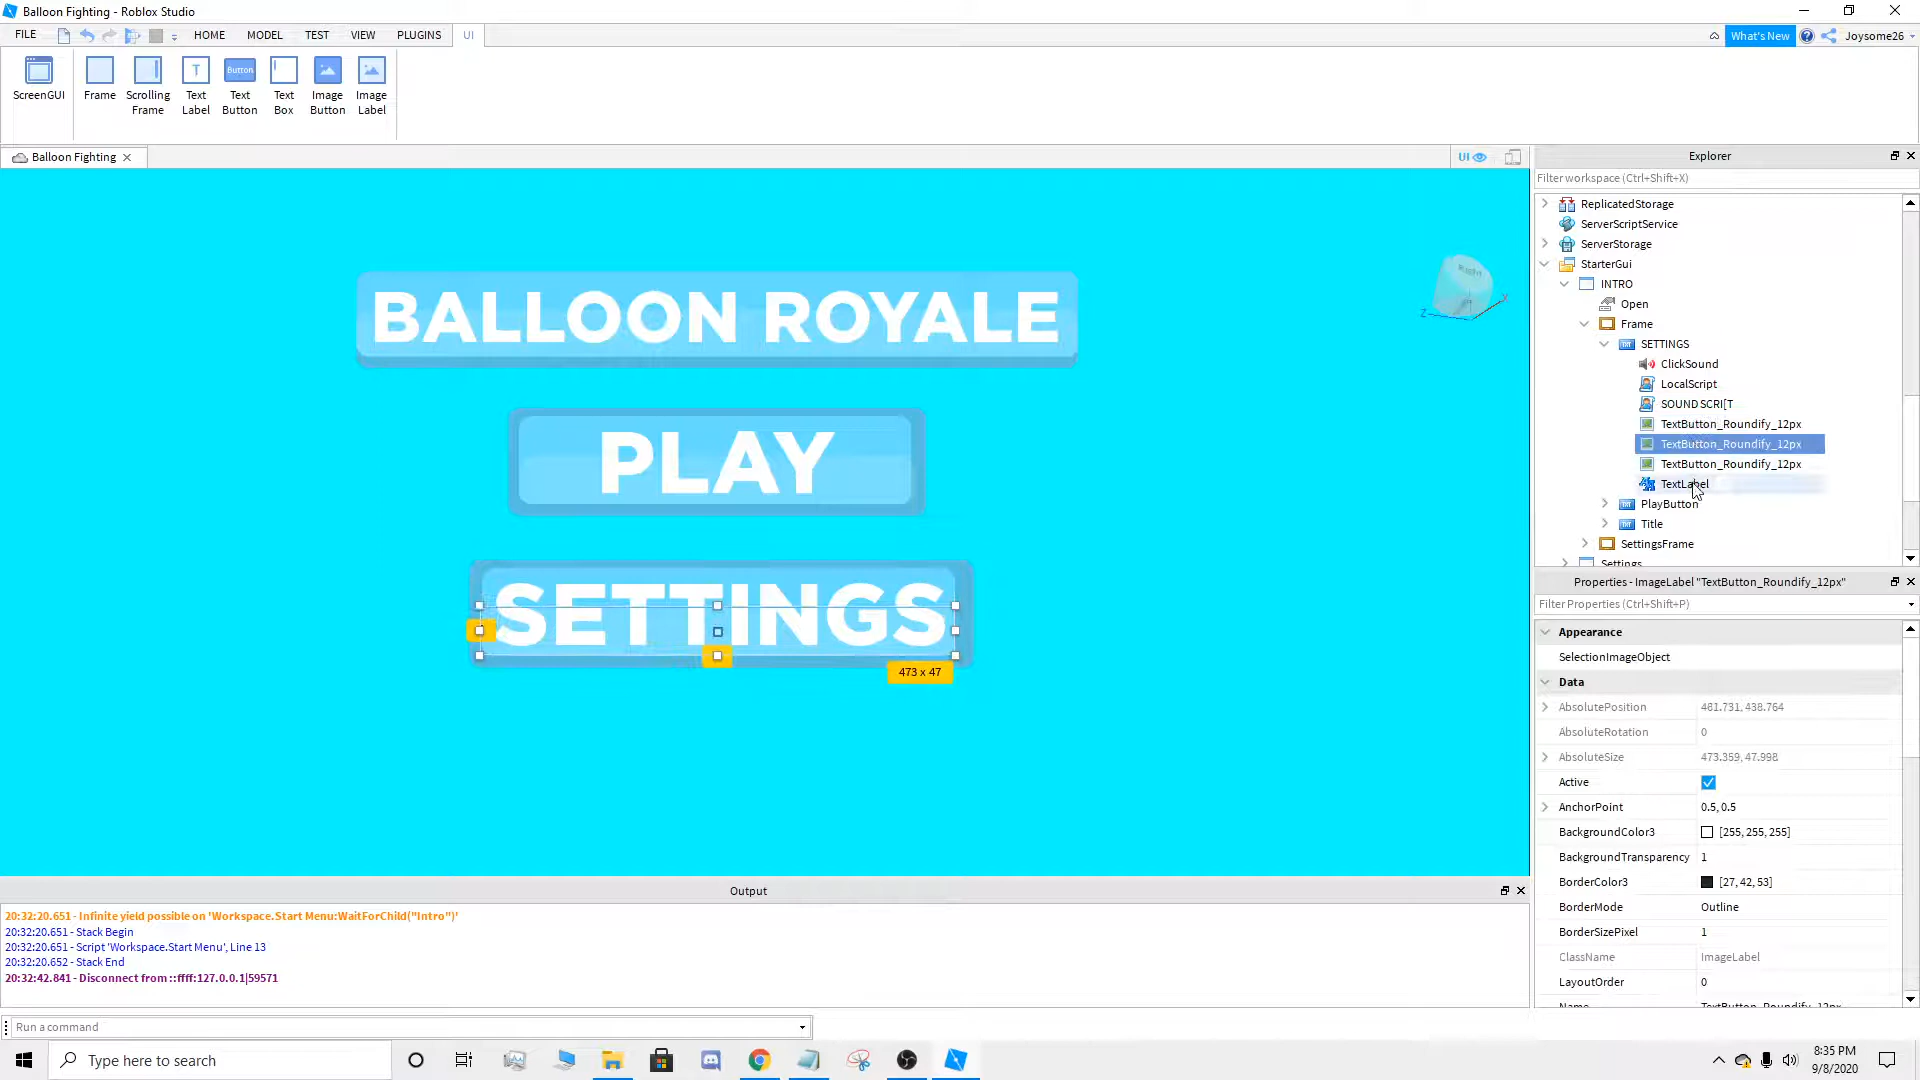 Balloon Fighting - Roblox Studio
FILE HOME MODEL TEST VIEW PLUGINS UI What's New Joysome26
ScreenGUI Frame Scrolling Frame Text Label Text Button Text Box Image Button Image Label
Button
Balloon Fighting UI
Right
Z X
BALLOON ROYALE
PLAY
SETTINGS
473 x 47
Explorer
Filter workspace (Ctrl+Shift+X)
ReplicatedStorage
ServerScriptService
ServerStorage
StarterGui
INTRO
Open
Frame
SETTINGS
ClickSound
LocalScript
SOUND SCRI[T
TextButton_Roundify_12px
TextButton_Roundify_12px
TextButton_Roundify_12px
TextLabel
PlayButton
Title
SettingsFrame
Settings
Properties - ImageLabel "TextButton_Roundify_12px"
Filter Properties (Ctrl+Shift+P)
Appearance
SelectionImageObject
Data
AbsolutePosition 481.731, 438.764
AbsoluteRotation 0
AbsoluteSize 473.359, 47.998
Active
AnchorPoint 0.5, 0.5
BackgroundColor3 [255, 255, 255]
BackgroundTransparency 1
BorderColor3 [27, 42, 53]
BorderMode Outline
BorderSizePixel 1
ClassName ImageLabel
LayoutOrder 0
Name TextButton_Roundify_12px
Output
20:32:20.651 - Infinite yield possible on 'Workspace.Start Menu:WaitForChild("Intro")'
20:32:20.651 - Stack Begin
20:32:20.651 - Script 'Workspace.Start Menu', Line 13
20:32:20.652 - Stack End
20:32:42.841 - Disconnect from ::ffff:127.0.0.1|59571
Run a command
Type here to search
8:35 PM
9/8/2020